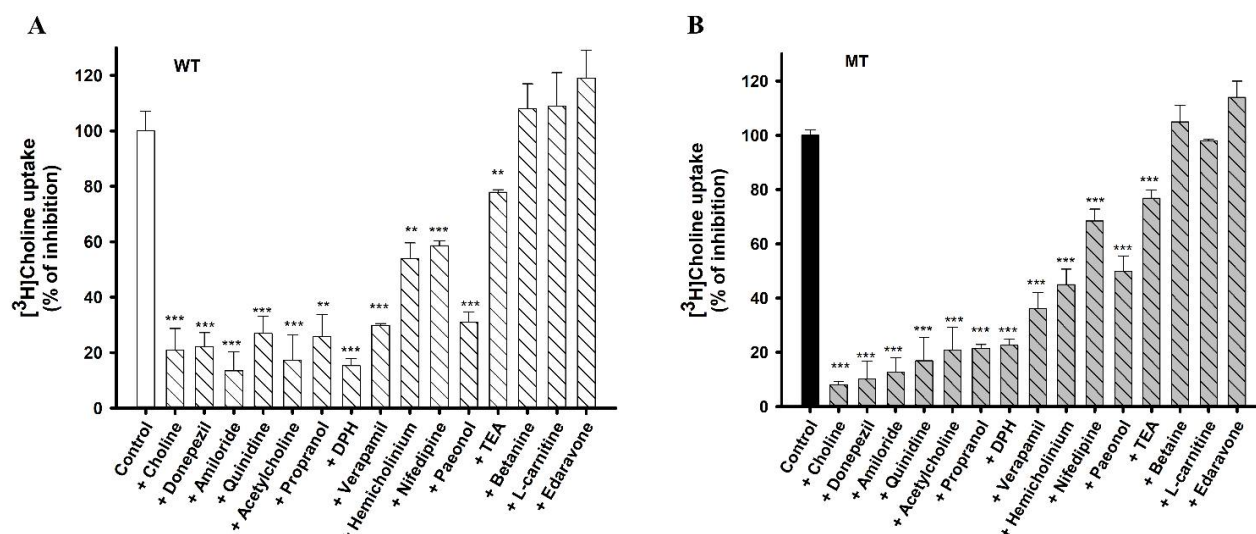 A
WT
[³H]Choline uptake
(% of inhibition)
120
100
80
60
40
20
0
***
***
***
***
***
**
***
***
**
***
***
**
Control
+ Choline
+ Donepezil
+ Amiloride
+ Quinidine
+ Acetylcholine
+ Propranol
+ DPH
+ Verapamil
+ Hemicholinium
+ Nifedipine
+ Paeonol
+ TEA
+ Betanine
+ L-carnitine
+ Edaravone
B
MT
[³H]Choline uptake
(% of inhibition)
120
100
80
60
40
20
0
***
***
***
***
***
***
***
***
***
***
***
***
Control
+ Choline
+ Donepezil
+ Amiloride
+ Quinidine
+ Acetylcholine
+ Propranol
+ DPH
+ Verapamil
+ Hemicholinium
+ Nifedipine
+ Paeonol
+ TEA
+ Betaine
+ L-carnitine
+ Edaravone